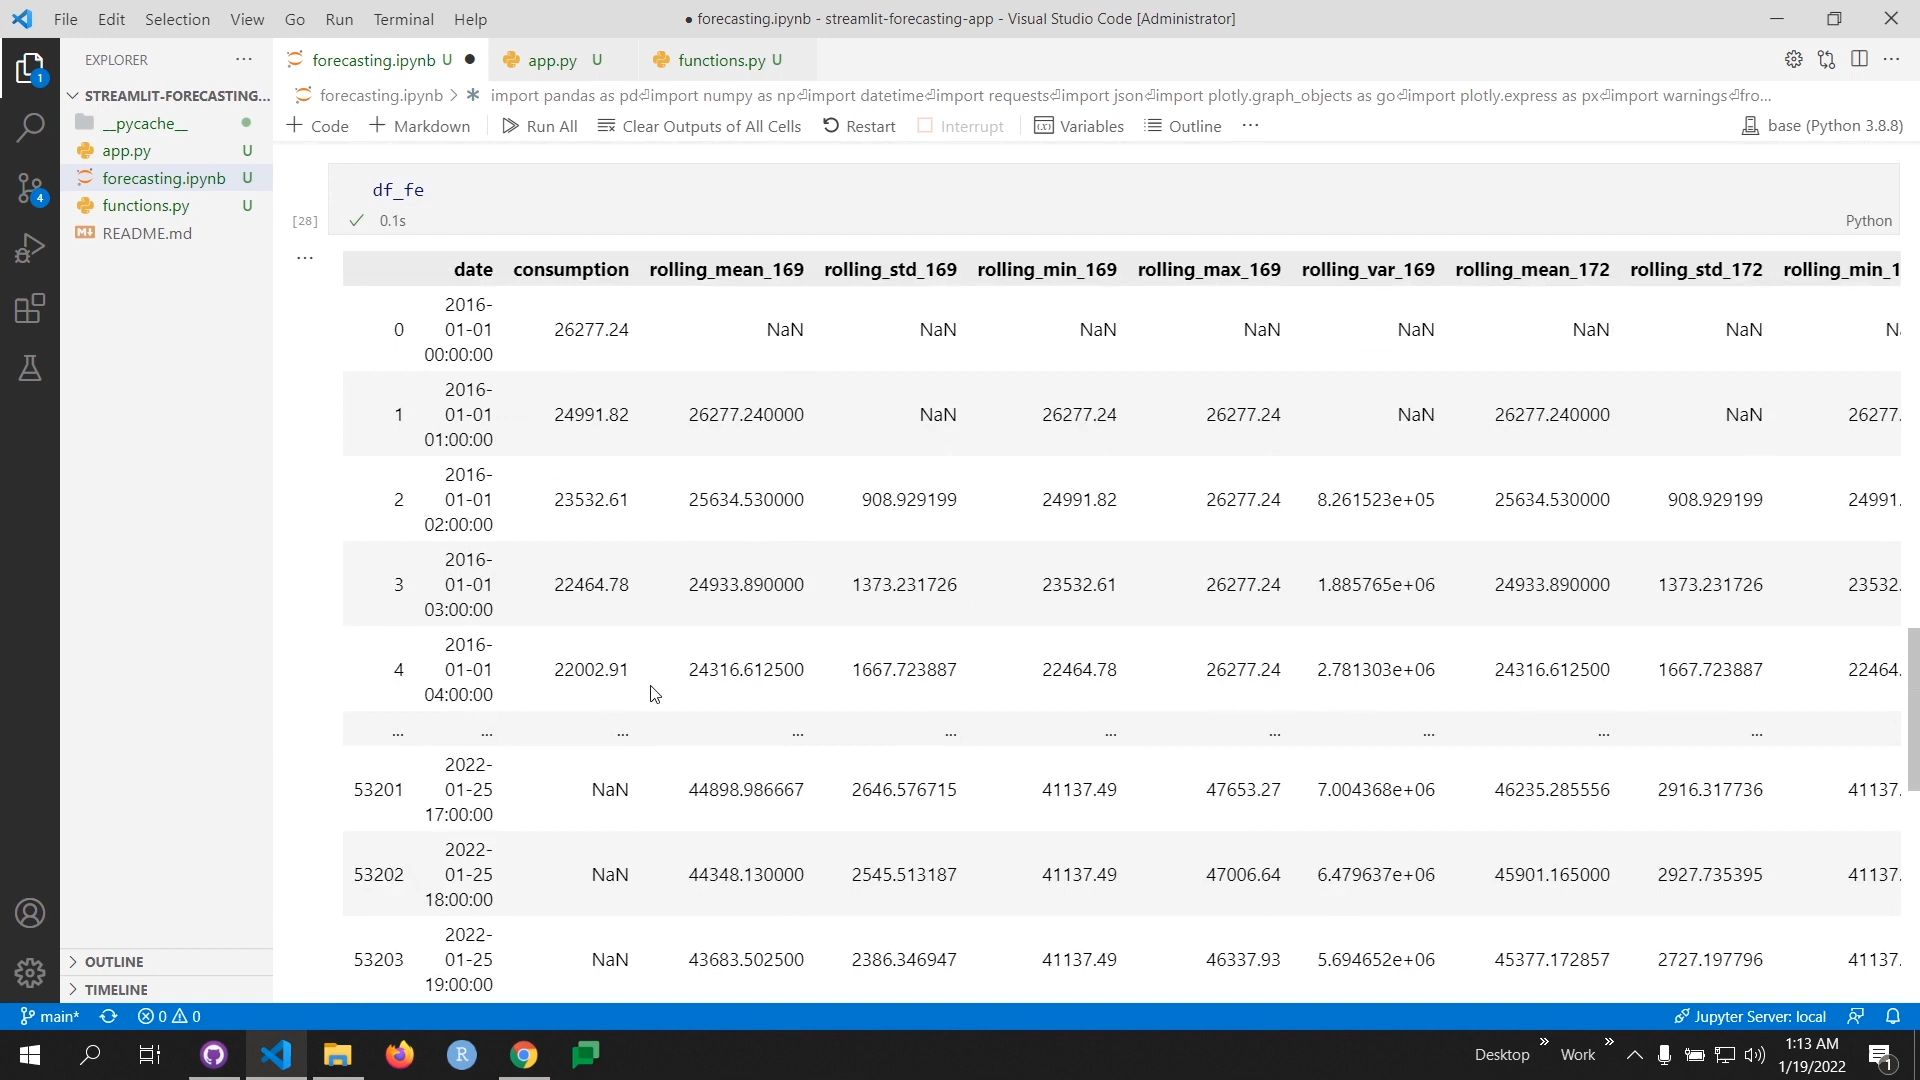 File Edit Selection View Go Run Terminal Help
● forecasting.ipynb - streamlit-forecasting-app - Visual Studio Code [Administrator]
EXPLORER
forecasting.ipynb U ●
app.py U
functions.py U
STREAMLIT-FORECASTING...
forecasting.ipynb > import pandas as pd⏎import numpy as np⏎import datetime⏎import requests⏎import json⏎import plotly.graph_objects as go⏎import plotly.express as px⏎import warnings⏎fro...
__pycache__
+ Code + Markdown Run All Clear Outputs of All Cells Restart Interrupt Variables Outline ... base (Python 3.8.8)
app.py U
forecasting.ipynb U
functions.py U
README.md
df_fe
[28] ✓ 0.1s Python
date consumption rolling_mean_169 rolling_std_169 rolling_min_169 rolling_max_169 rolling_var_169 rolling_mean_172 rolling_std_172 rolling_min_1
0 2016-01-01 00:00:00 26277.24 NaN NaN NaN NaN NaN NaN NaN
1 2016-01-01 01:00:00 24991.82 26277.240000 NaN 26277.24 26277.24 NaN 26277.240000 NaN 26277.
2 2016-01-01 02:00:00 23532.61 25634.530000 908.929199 24991.82 26277.24 8.261523e+05 25634.530000 908.929199 24991.
3 2016-01-01 03:00:00 22464.78 24933.890000 1373.231726 23532.61 26277.24 1.885765e+06 24933.890000 1373.231726 23532.
4 2016-01-01 04:00:00 22002.91 24316.612500 1667.723887 22464.78 26277.24 2.781303e+06 24316.612500 1667.723887 22464.
... ... ... ... ... ... ... ... ... ...
53201 2022-01-25 17:00:00 NaN 44898.986667 2646.576715 41137.49 47653.27 7.004368e+06 46235.285556 2916.317736 41137.
53202 2022-01-25 18:00:00 NaN 44348.130000 2545.513187 41137.49 47006.64 6.479637e+06 45901.165000 2927.735395 41137.
53203 2022-01-25 19:00:00 NaN 43683.502500 2386.346947 41137.49 46337.93 5.694652e+06 45377.172857 2727.197796 41137.
OUTLINE
TIMELINE
main* 0 0 Jupyter Server: local
Desktop » Work » 1:13 AM
1/19/2022
1
4
1
R